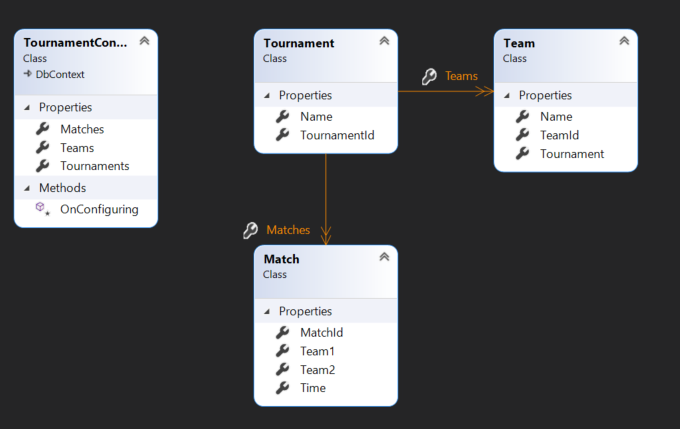 TournamentCon...
Class
DbContext
Properties
Matches
Teams
Tournaments
Methods
OnConfiguring
Tournament
Class
Properties
Name
TournamentId
Teams
Team
Class
Properties
Name
TeamId
Tournament
Matches
Match
Class
Properties
MatchId
Team1
Team2
Time